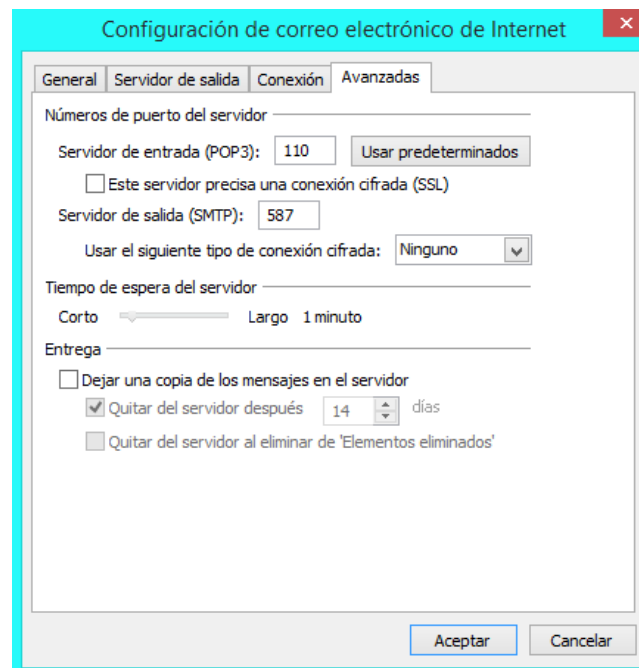 Configuración de correo electrónico de Internet
General Servidor de salida Conexión Avanzadas
Números de puerto del servidor
Servidor de entrada (POP3): 110 Usar predeterminados
Este servidor precisa una conexión cifrada (SSL)
Servidor de salida (SMTP): 587
Usar el siguiente tipo de conexión cifrada: Ninguno
Tiempo de espera del servidor
Corto Largo 1 minuto
Entrega
Dejar una copia de los mensajes en el servidor
Quitar del servidor después 14 días
Quitar del servidor al eliminar de 'Elementos eliminados'
Aceptar Cancelar